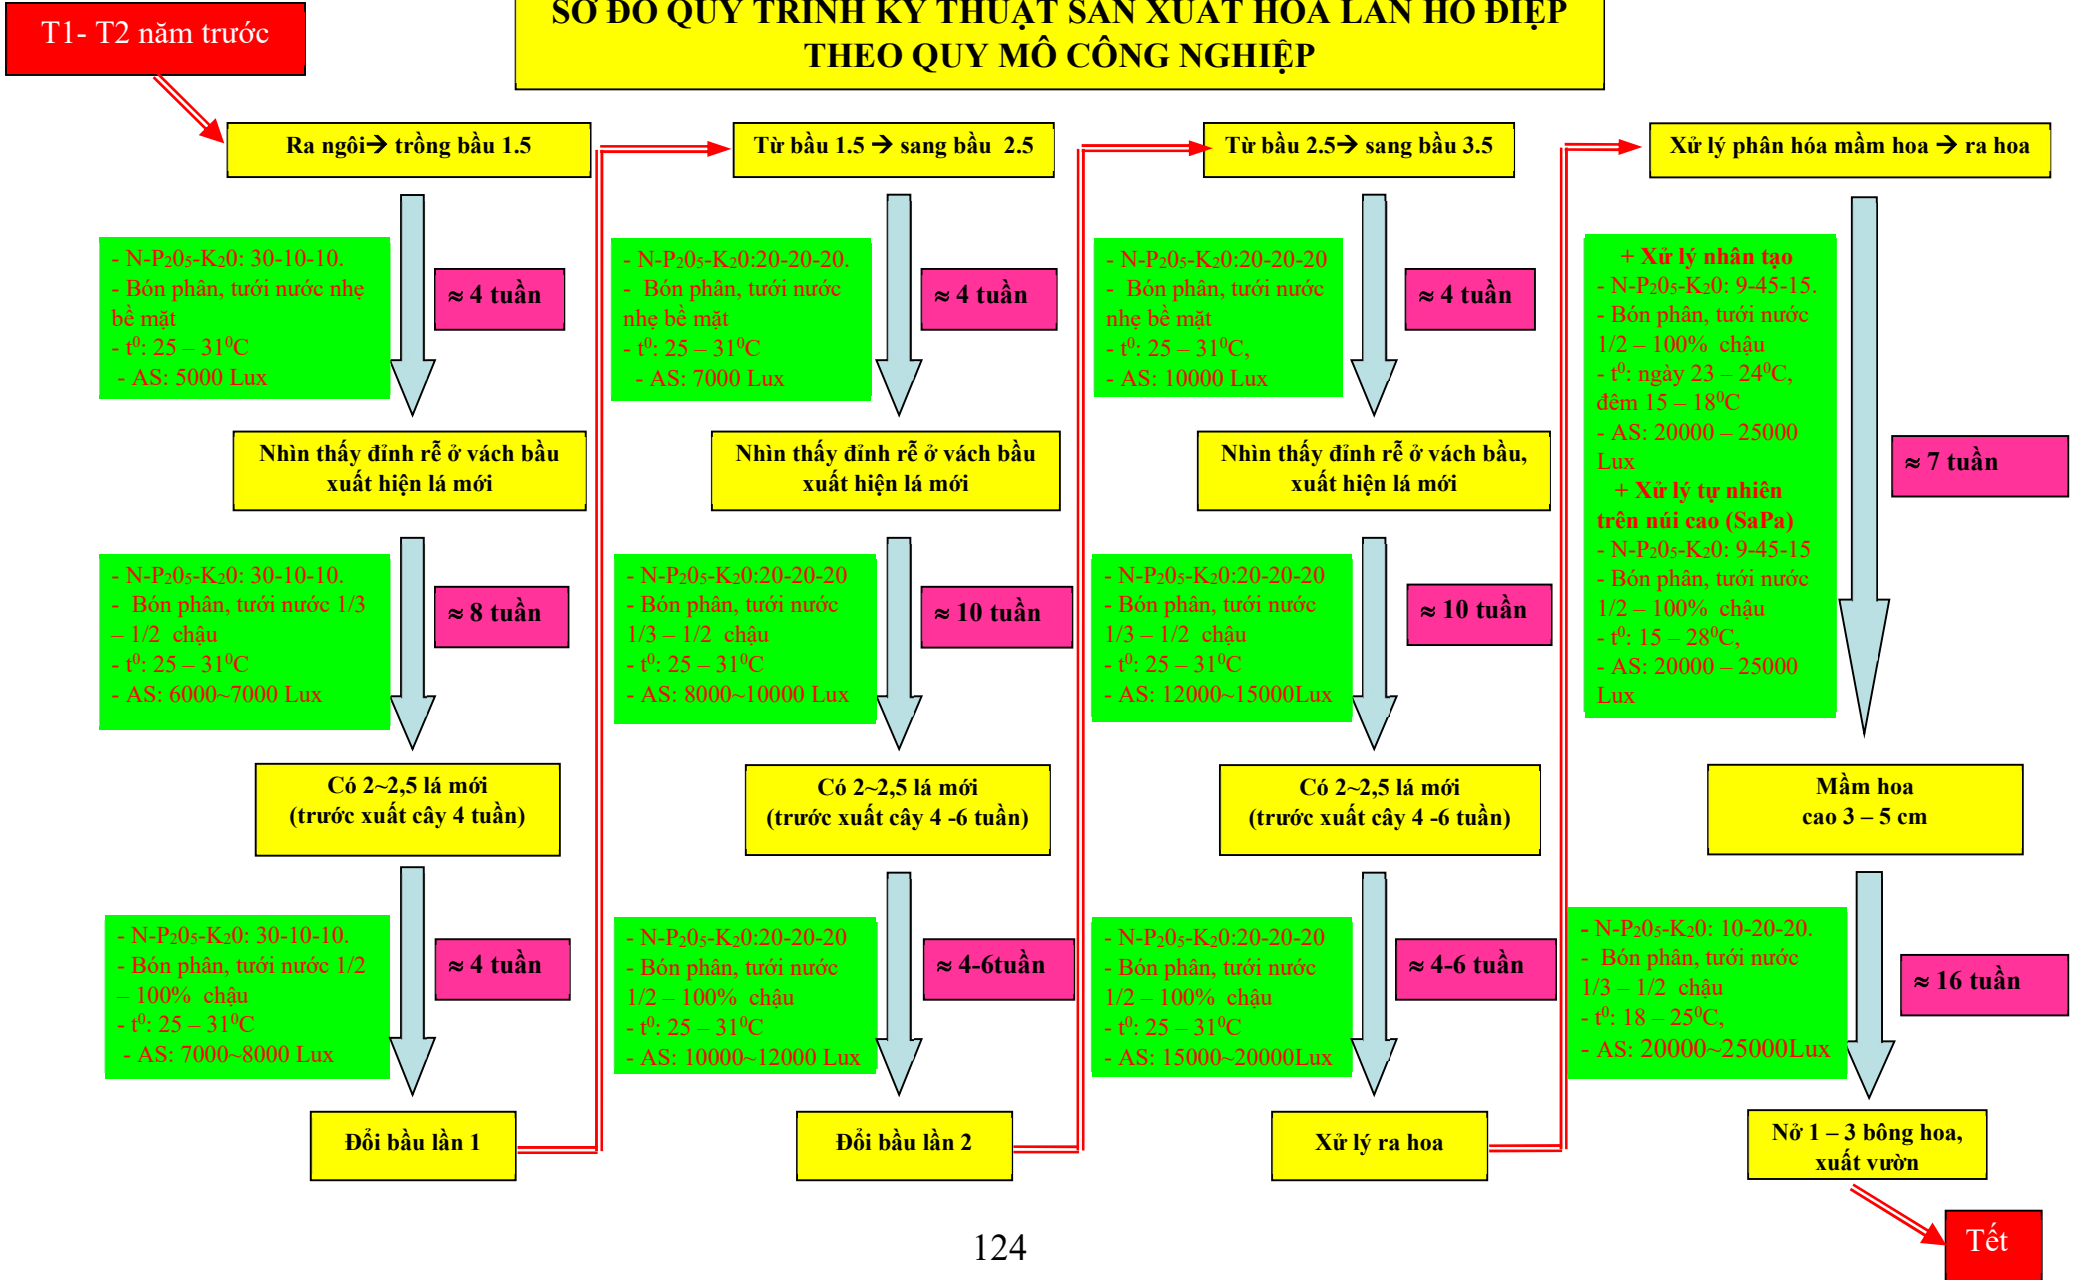 T1- T2 năm trước
SƠ ĐỒ QUY TRÌNH KỸ THUẬT SẢN XUẤT HOA LAN HỒ ĐIỆP
THEO QUY MÔ CÔNG NGHIỆP
Ra ngôi→ trồng bầu 1.5
- N-P₂0₅-K₂0: 30-10-10.
- Bón phân, tưới nước nhẹ
bề mặt
- t⁰: 25 – 31⁰C
- AS: 5000 Lux
≈ 4 tuần
Nhìn thấy đỉnh rễ ở vách bầu
xuất hiện lá mới
- N-P₂0₅-K₂0: 30-10-10.
- Bón phân, tưới nước 1/3
– 1/2 chậu
- t⁰: 25 – 31⁰C
- AS: 6000~7000 Lux
≈ 8 tuần
Có 2~2,5 lá mới
(trước xuất cây 4 tuần)
- N-P₂0₅-K₂0: 30-10-10.
- Bón phân, tưới nước 1/2
– 100% chậu
- t⁰: 25 – 31⁰C
- AS: 7000~8000 Lux
≈ 4 tuần
Đổi bầu lần 1
Từ bầu 1.5 → sang bầu 2.5
- N-P₂0₅-K₂0:20-20-20.
- Bón phân, tưới nước
nhẹ bề mặt
- t⁰: 25 – 31⁰C
- AS: 7000 Lux
≈ 4 tuần
Nhìn thấy đỉnh rễ ở vách bầu
xuất hiện lá mới
- N-P₂0₅-K₂0:20-20-20
- Bón phân, tưới nước
1/3 – 1/2 chậu
- t⁰: 25 – 31⁰C
- AS: 8000~10000 Lux
≈ 10 tuần
Có 2~2,5 lá mới
(trước xuất cây 4 -6 tuần)
- N-P₂0₅-K₂0:20-20-20
- Bón phân, tưới nước
1/2 – 100% chậu
- t⁰: 25 – 31⁰C
- AS: 10000~12000 Lux
≈ 4-6tuần
Đổi bầu lần 2
Từ bầu 2.5→ sang bầu 3.5
- N-P₂0₅-K₂0:20-20-20
- Bón phân, tưới nước
nhẹ bề mặt
- t⁰: 25 – 31⁰C,
- AS: 10000 Lux
≈ 4 tuần
Nhìn thấy đỉnh rễ ở vách bầu,
xuất hiện lá mới
- N-P₂0₅-K₂0:20-20-20
- Bón phân, tưới nước
1/3 – 1/2 chậu
- t⁰: 25 – 31⁰C
- AS: 12000~15000Lux
≈ 10 tuần
Có 2~2,5 lá mới
(trước xuất cây 4 -6 tuần)
- N-P₂0₅-K₂0:20-20-20
- Bón phân, tưới nước
1/2 – 100% chậu
- t⁰: 25 – 31⁰C
- AS: 15000~20000Lux
≈ 4-6 tuần
Xử lý ra hoa
Xử lý phân hóa mầm hoa → ra hoa
+ Xử lý nhân tạo
- N-P₂0₅-K₂0: 9-45-15.
- Bón phân, tưới nước
1/2 – 100% chậu
- t⁰: ngày 23 – 24⁰C,
đêm 15 – 18⁰C
- AS: 20000 – 25000
Lux
+ Xử lý tự nhiên
trên núi cao (SaPa)
- N-P₂0₅-K₂0: 9-45-15
- Bón phân, tưới nước
1/2 – 100% chậu
- t⁰: 15 – 28⁰C,
- AS: 20000 – 25000
Lux
≈ 7 tuần
Mầm hoa
cao 3 – 5 cm
- N-P₂0₅-K₂0: 10-20-20.
- Bón phân, tưới nước
1/3 – 1/2 chậu
- t⁰: 18 – 25⁰C,
- AS: 20000~25000Lux
≈ 16 tuần
Nở 1 – 3 bông hoa,
xuất vườn
Tết
124